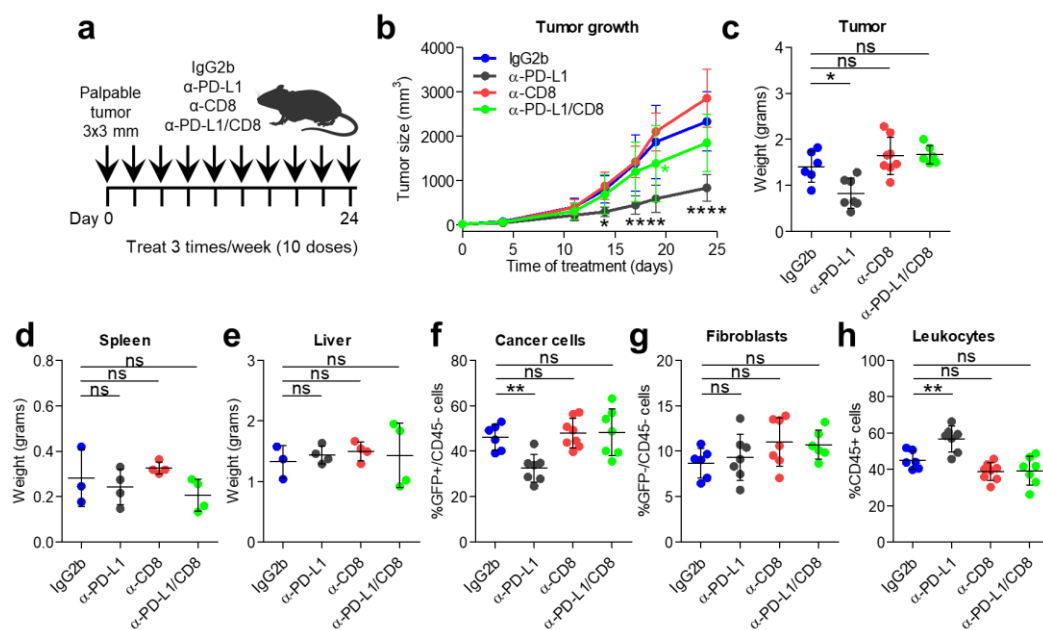 a
IgG2b
α-PD-L1
α-CD8
α-PD-L1/CD8
Palpable
tumor
3x3 mm
Day 0
24
Treat 3 times/week (10 doses)
b
Tumor growth
Tumor size (mm³)
4000
3000
2000
1000
0
IgG2b
α-PD-L1
α-CD8
α-PD-L1/CD8
*
*
****
****
0
5
10
15
20
25
Time of treatment (days)
c
Tumor
Weight (grams)
4
3
2
1
0
ns
ns
*
IgG2b
α-PD-L1
α-CD8
α-PD-L1/CD8
d
Spleen
Weight (grams)
0.8
0.6
0.4
0.2
0.0
ns
ns
ns
IgG2b
α-PD-L1
α-CD8
α-PD-L1/CD8
e
Liver
Weight (grams)
3
2
1
0
ns
ns
ns
IgG2b
α-PD-L1
α-CD8
α-PD-L1/CD8
f
Cancer cells
%GFP+/CD45- cells
80
60
40
20
0
ns
ns
**
IgG2b
α-PD-L1
α-CD8
α-PD-L1/CD8
g
Fibroblasts
%GFP-/CD45- cells
20
15
10
5
0
ns
ns
ns
IgG2b
α-PD-L1
α-CD8
α-PD-L1/CD8
h
Leukocytes
%CD45+ cells
100
80
60
40
20
0
ns
ns
**
IgG2b
α-PD-L1
α-CD8
α-PD-L1/CD8